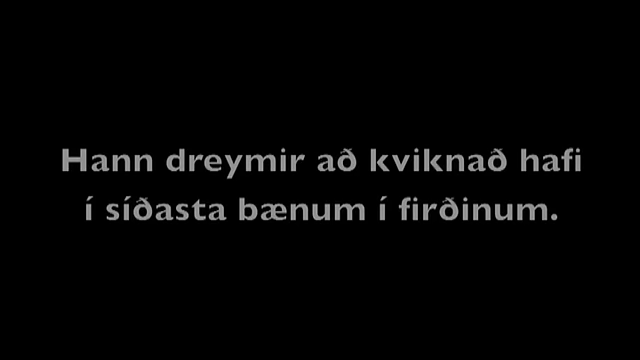 Hann dreymir að kviknað hafi
í síðasta bænum í firðinum.